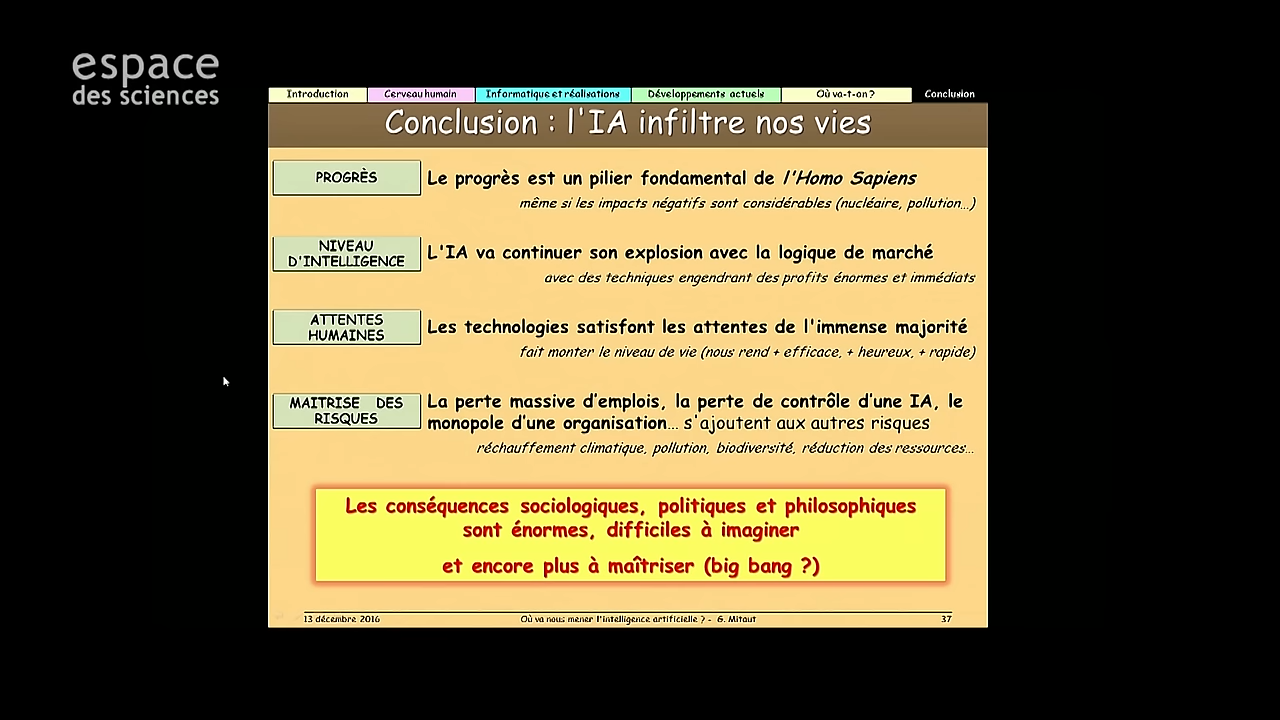 espace
des sciences
Introduction Cerveau humain Informatique et réalisations Développements actuels Où va-t-on ? Conclusion
Conclusion : l'IA infiltre nos vies
PROGRÈS
Le progrès est un pilier fondamental de l'Homo Sapiens
même si les impacts négatifs sont considérables (nucléaire, pollution...)
NIVEAU
D'INTELLIGENCE
L'IA va continuer son explosion avec la logique de marché
avec des techniques engendrant des profits énormes et immédiats
ATTENTES
HUMAINES
Les technologies satisfont les attentes de l'immense majorité
fait monter le niveau de vie (nous rend + efficace, + heureux, + rapide)
MAITRISE DES
RISQUES
La perte massive d'emplois, la perte de contrôle d'une IA, le
monopole d'une organisation... s'ajoutent aux autres risques
réchauffement climatique, pollution, biodiversité, réduction des ressources...
Les conséquences sociologiques, politiques et philosophiques
sont énormes, difficiles à imaginer
et encore plus à maîtriser (big bang ?)
13 décembre 2016 Où va nous mener l'intelligence artificielle ? - G. Mitaut 37